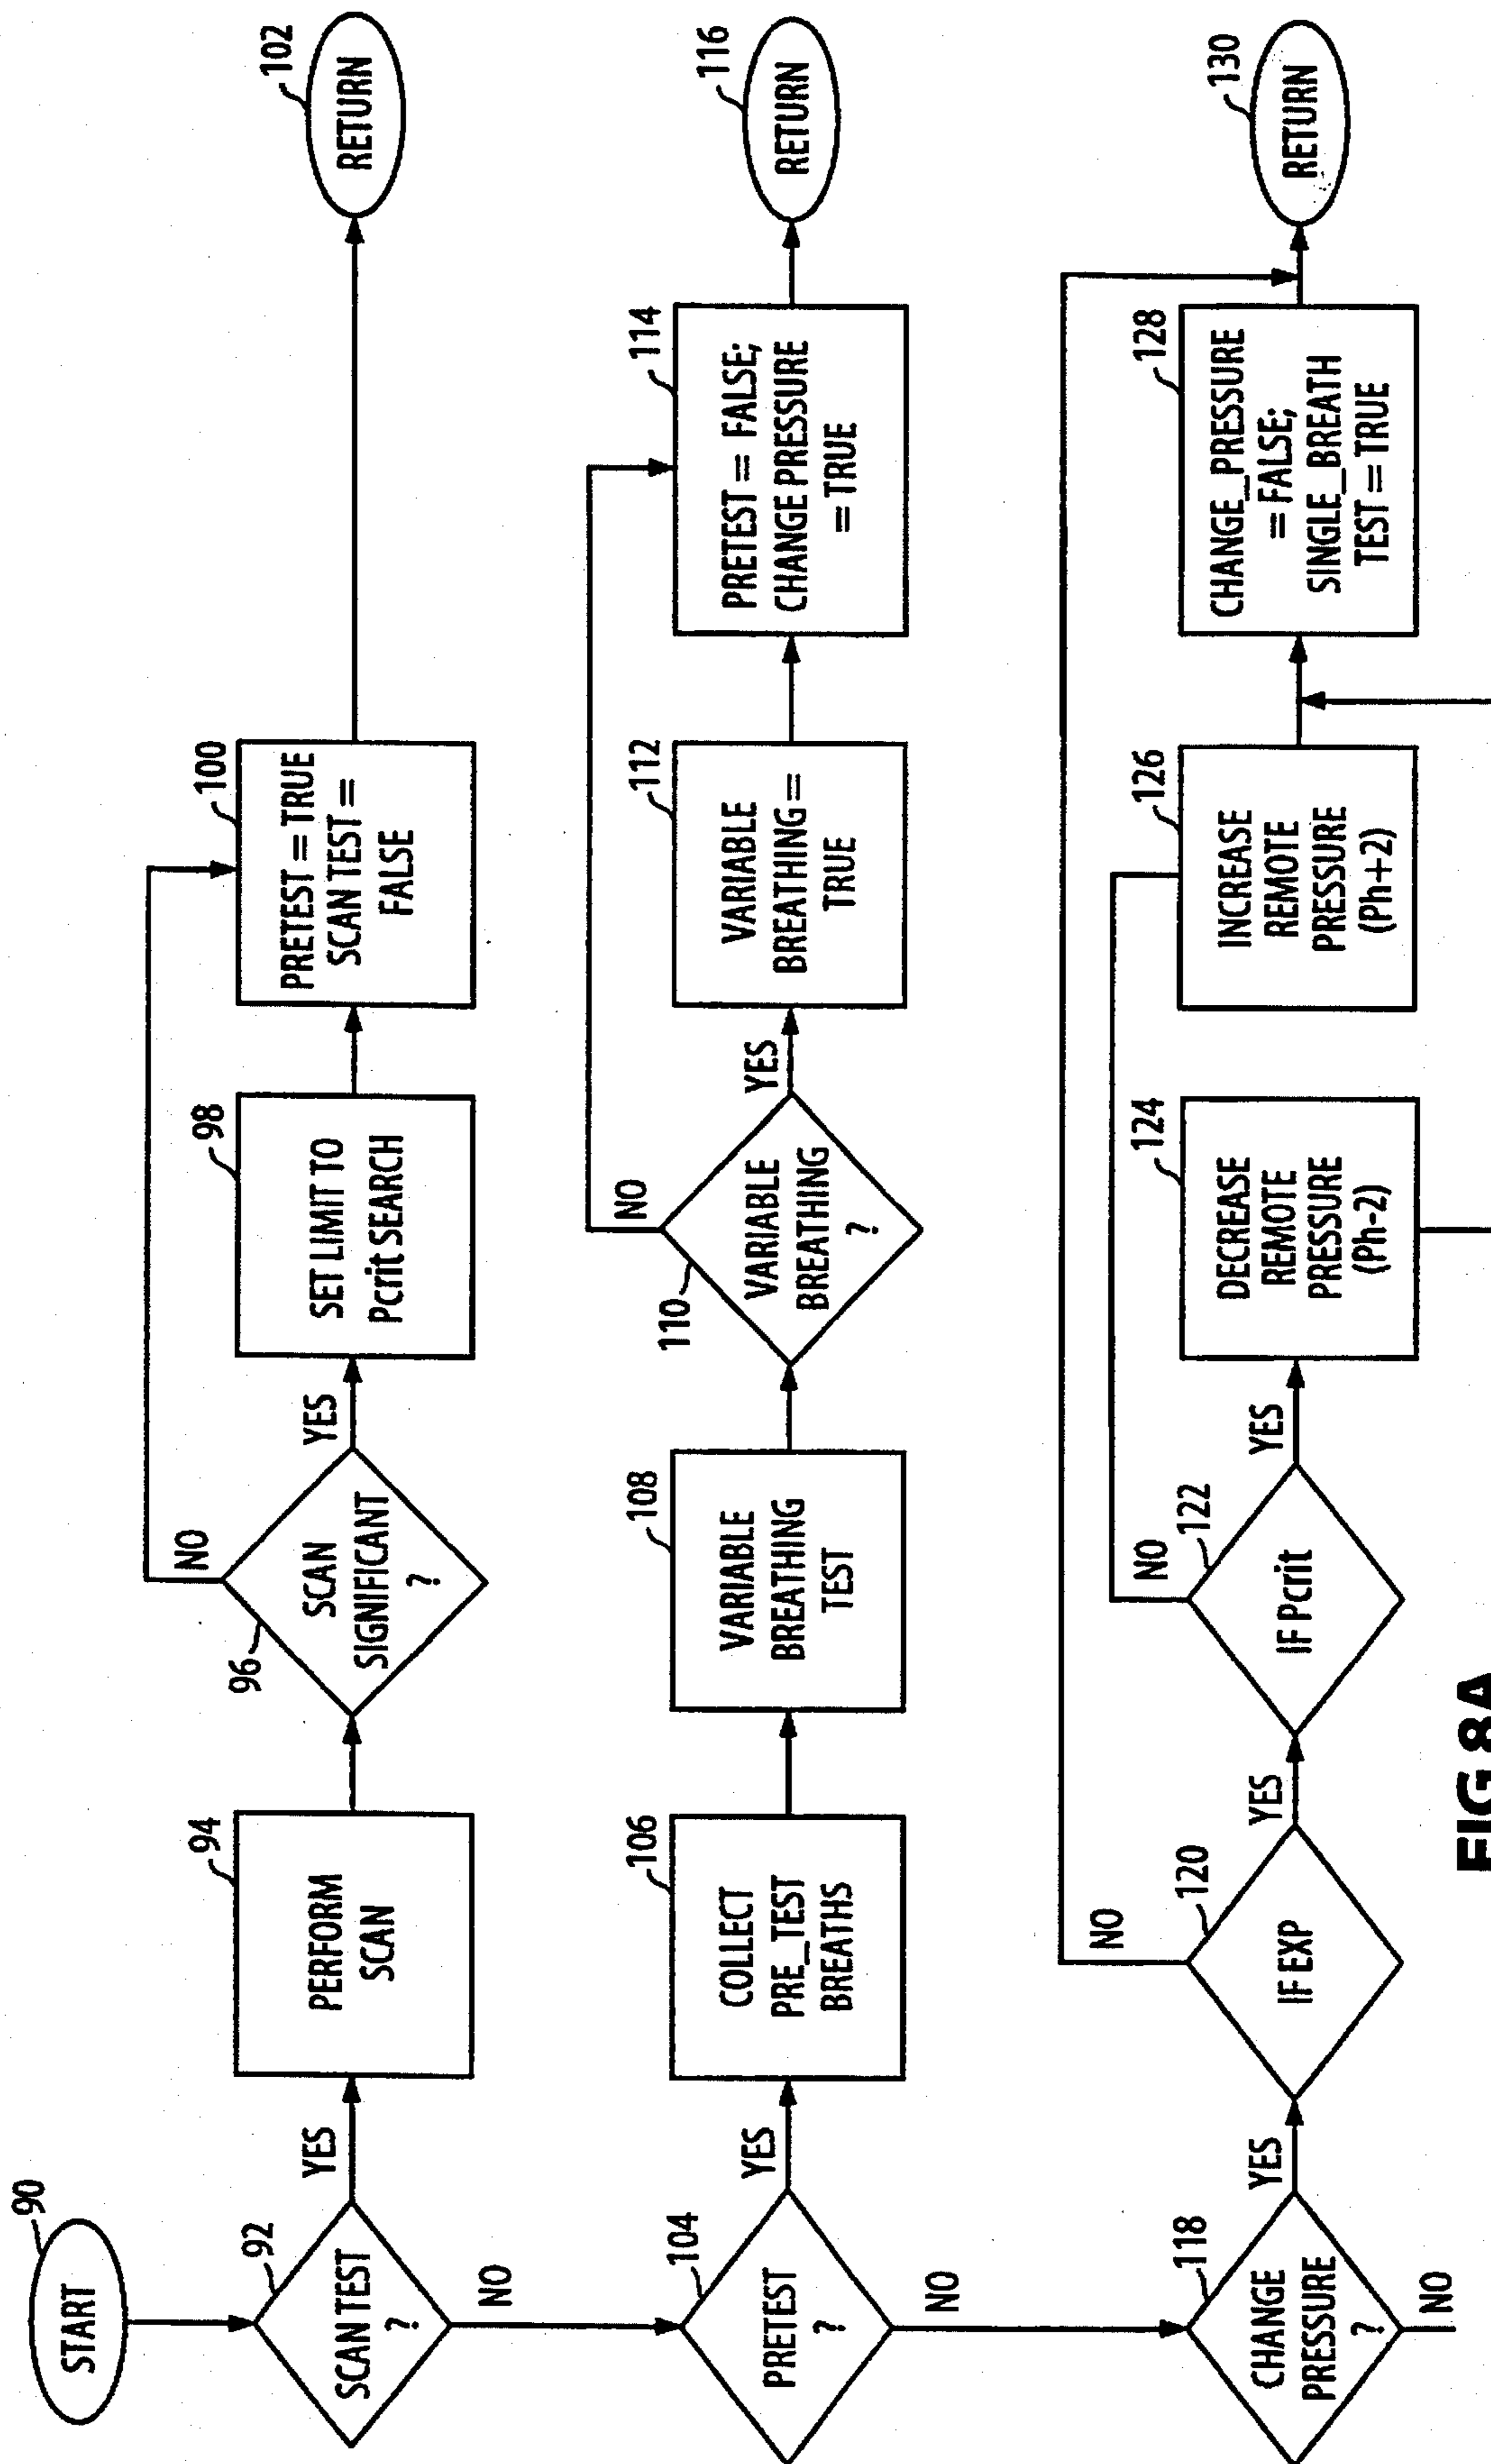 90
START
92
SCAN TEST
?
YES
NO
94
PERFORM
SCAN
96
SCAN
SIGNIFICANT
?
NO
YES
98
SET LIMIT TO
Pcrit SEARCH
100
PRETEST = TRUE
SCAN TEST =
FALSE
102
RETURN
104
PRETEST
?
YES
NO
106
COLLECT
PRE_TEST
BREATHS
108
VARIABLE
BREATHING
TEST
110
VARIABLE
BREATHING
?
NO
YES
112
VARIABLE
BREATHING =
TRUE
114
PRETEST = FALSE;
CHANGE PRESSURE
= TRUE
116
RETURN
118
CHANGE
PRESSURE
?
YES
NO
120
IF EXP
NO
YES
122
IF Pcrit
NO
YES
124
DECREASE
REMOTE
PRESSURE
(Ph-2)
126
INCREASE
REMOTE
PRESSURE
(Ph+2)
128
CHANGE_PRESSURE
= FALSE;
SINGLE_BREATH
TEST = TRUE
130
RETURN
FIG.8A